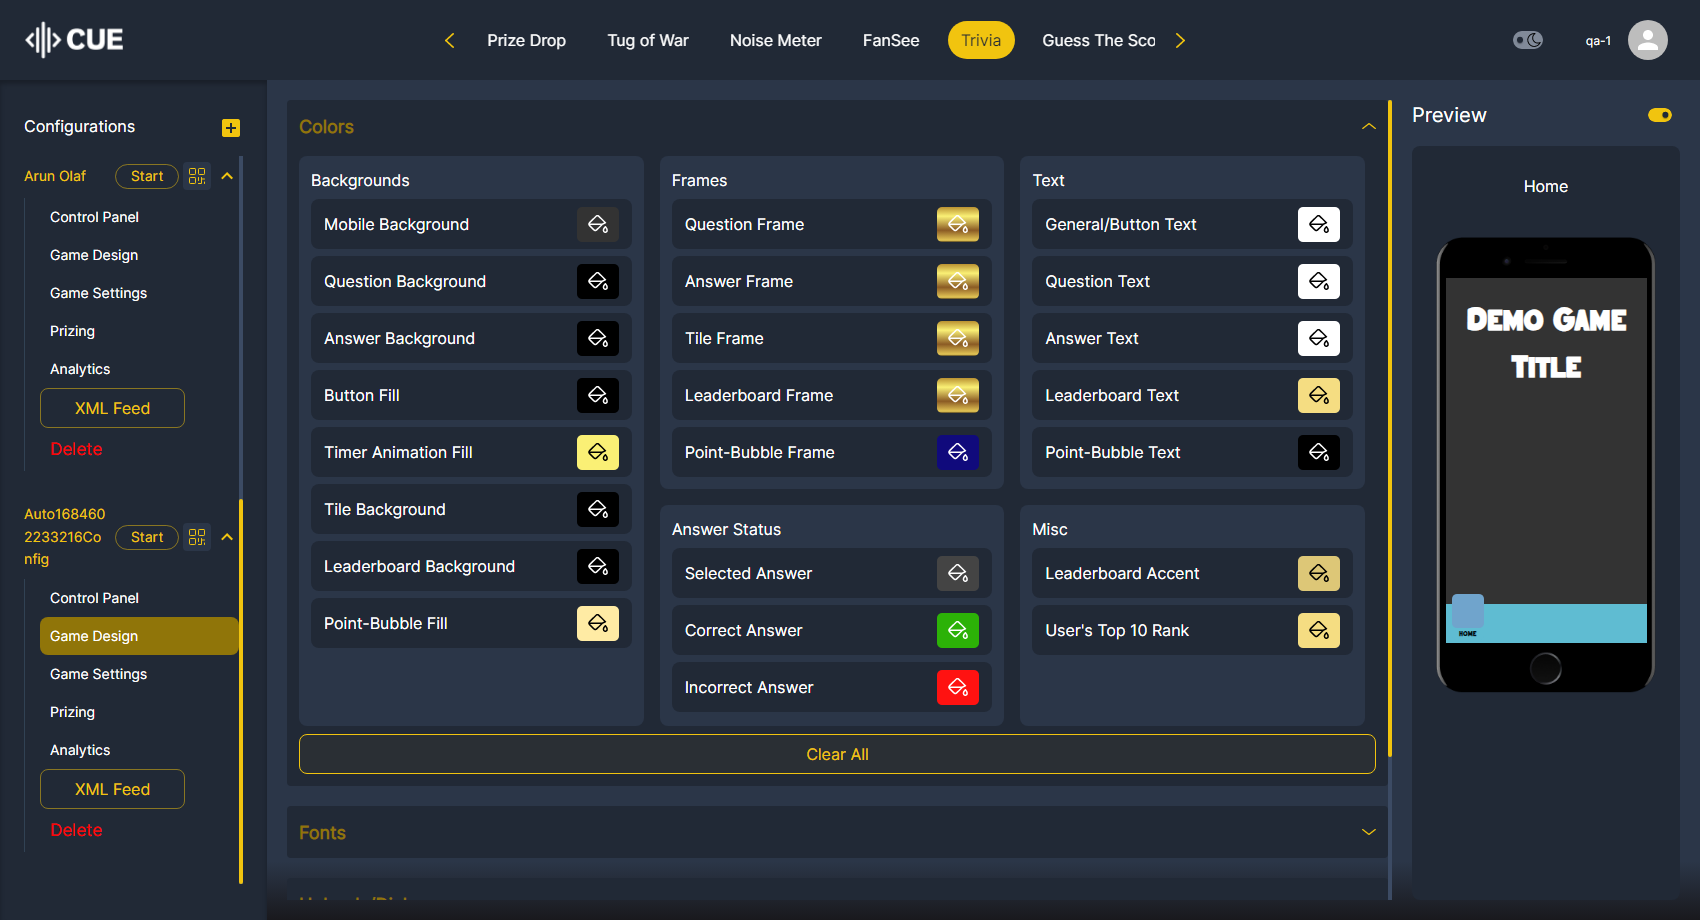 CUE
Prize Drop
Tug of War
Noise Meter
FanSee
Trivia
Guess The Sco
qa-1
Configurations
Arun Olaf
Start
Control Panel
Game Design
Game Settings
Prizing
Analytics
XML Feed
Delete
Auto168460
2233216Co
nfig
Start
Control Panel
Game Design
Game Settings
Prizing
Analytics
XML Feed
Delete
Colors
Backgrounds
Mobile Background
Question Background
Answer Background
Button Fill
Timer Animation Fill
Tile Background
Leaderboard Background
Point-Bubble Fill
Frames
Question Frame
Answer Frame
Tile Frame
Leaderboard Frame
Point-Bubble Frame
Text
General/Button Text
Question Text
Answer Text
Leaderboard Text
Point-Bubble Text
Answer Status
Selected Answer
Correct Answer
Incorrect Answer
Misc
Leaderboard Accent
User's Top 10 Rank
Clear All
Fonts
Preview
Home
Demo Game
Title
HOME